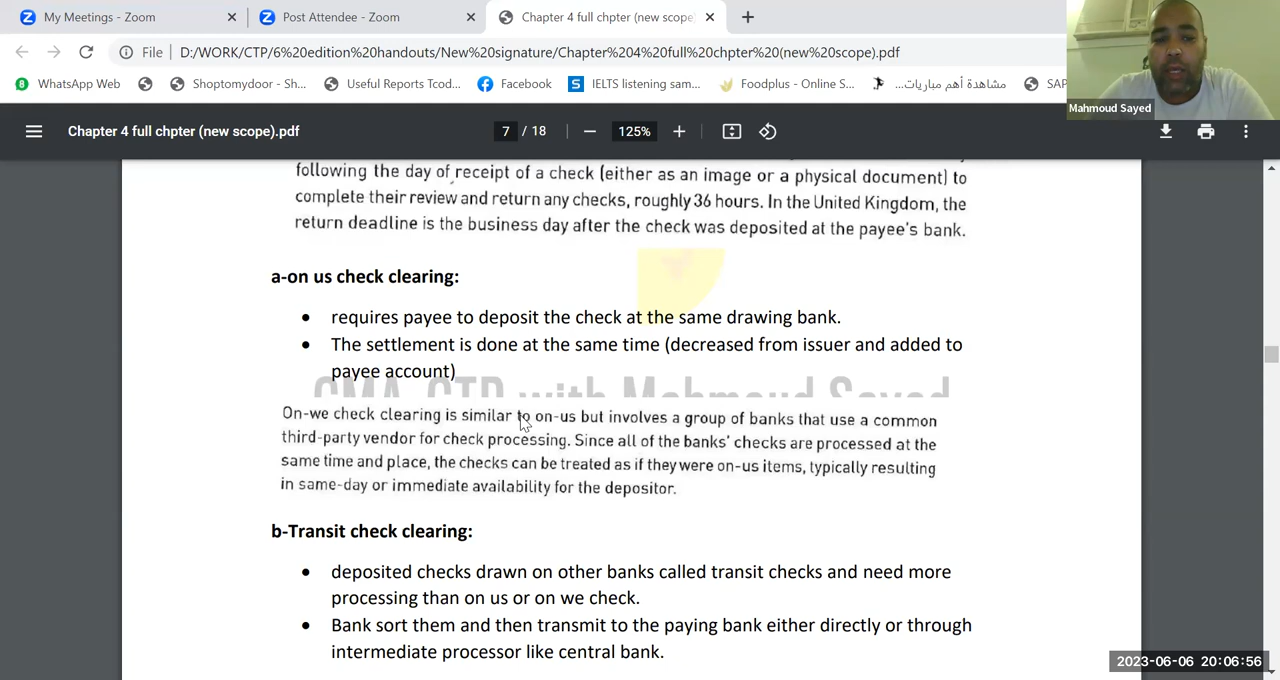 My Meetings - Zoom
Post Attendee - Zoom
Chapter 4 full chpter (new scope)
File D:/WORK/CTP/6%20edition%20handouts/New%20signature/Chapter%204%20full%20chpter%20(new%20scope).pdf
WhatsApp Web
Shoptomydoor - Sh...
Useful Reports Tcod...
Facebook
IELTS listening sam...
Foodplus - Online S...
مشاهدة أهم مباريات...
SAP
Mahmoud Sayed
Chapter 4 full chpter (new scope).pdf
7 / 18
125%
following the day of receipt of a check (either as an image or a physical document) to
complete their review and return any checks, roughly 36 hours. In the United Kingdom, the
return deadline is the business day after the check was deposited at the payee's bank.
a-on us check clearing:
• requires payee to deposit the check at the same drawing bank.
• The settlement is done at the same time (decreased from issuer and added to
payee account)
CMA, CTP with Mahmoud Sayed
On-we check clearing is similar to on-us but involves a group of banks that use a common
third-party vendor for check processing. Since all of the banks' checks are processed at the
same time and place, the checks can be treated as if they were on-us items, typically resulting
in same-day or immediate availability for the depositor.
b-Transit check clearing:
• deposited checks drawn on other banks called transit checks and need more
processing than on us or on we check.
• Bank sort them and then transmit to the paying bank either directly or through
intermediate processor like central bank.
2023-06-06 20:06:56